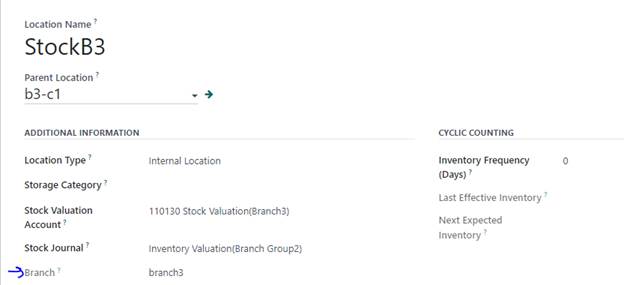 Location Name ?
StockB3
Parent Location ?
b3-c1
ADDITIONAL INFORMATION
Location Type ? Internal Location
Storage Category ?
Stock Valuation Account ? 110130 Stock Valuation(Branch3)
Stock Journal ? Inventory Valuation(Branch Group2)
Branch ? branch3
CYCLIC COUNTING
Inventory Frequency (Days) ? 0
Last Effective Inventory ?
Next Expected
Inventory ?